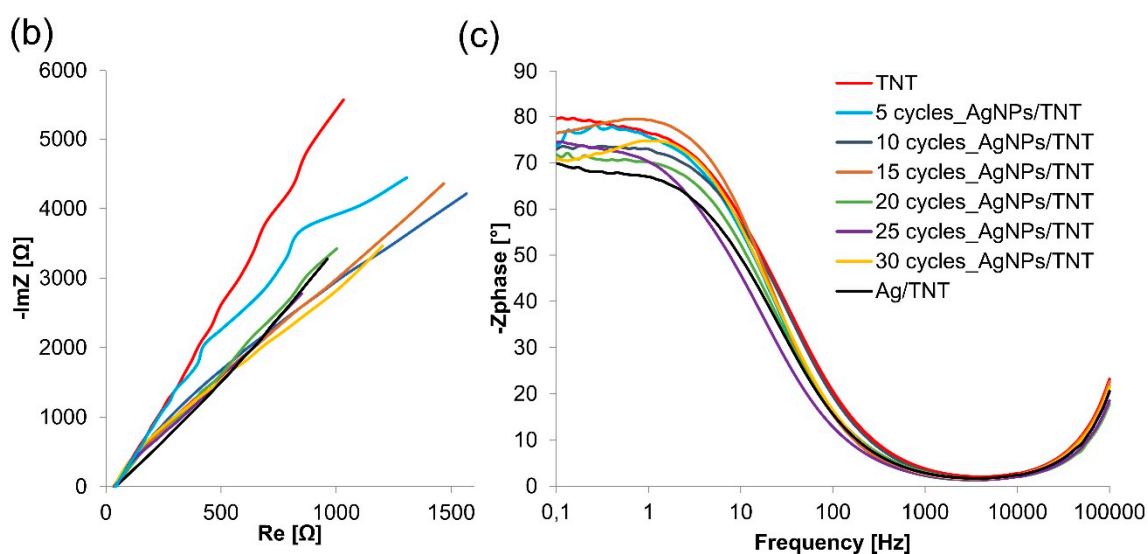 (b)
6000
5000
4000
3000
2000
1000
0
-ImZ [Ω]
0
500
1000
1500
Re [Ω]
(c)
90
80
70
60
50
40
30
20
10
0
-Zphase [°]
0,1
1
10
100
1000
10000
100000
Frequency [Hz]
TNT
5 cycles_AgNPs/TNT
10 cycles_AgNPs/TNT
15 cycles_AgNPs/TNT
20 cycles_AgNPs/TNT
25 cycles_AgNPs/TNT
30 cycles_AgNPs/TNT
Ag/TNT